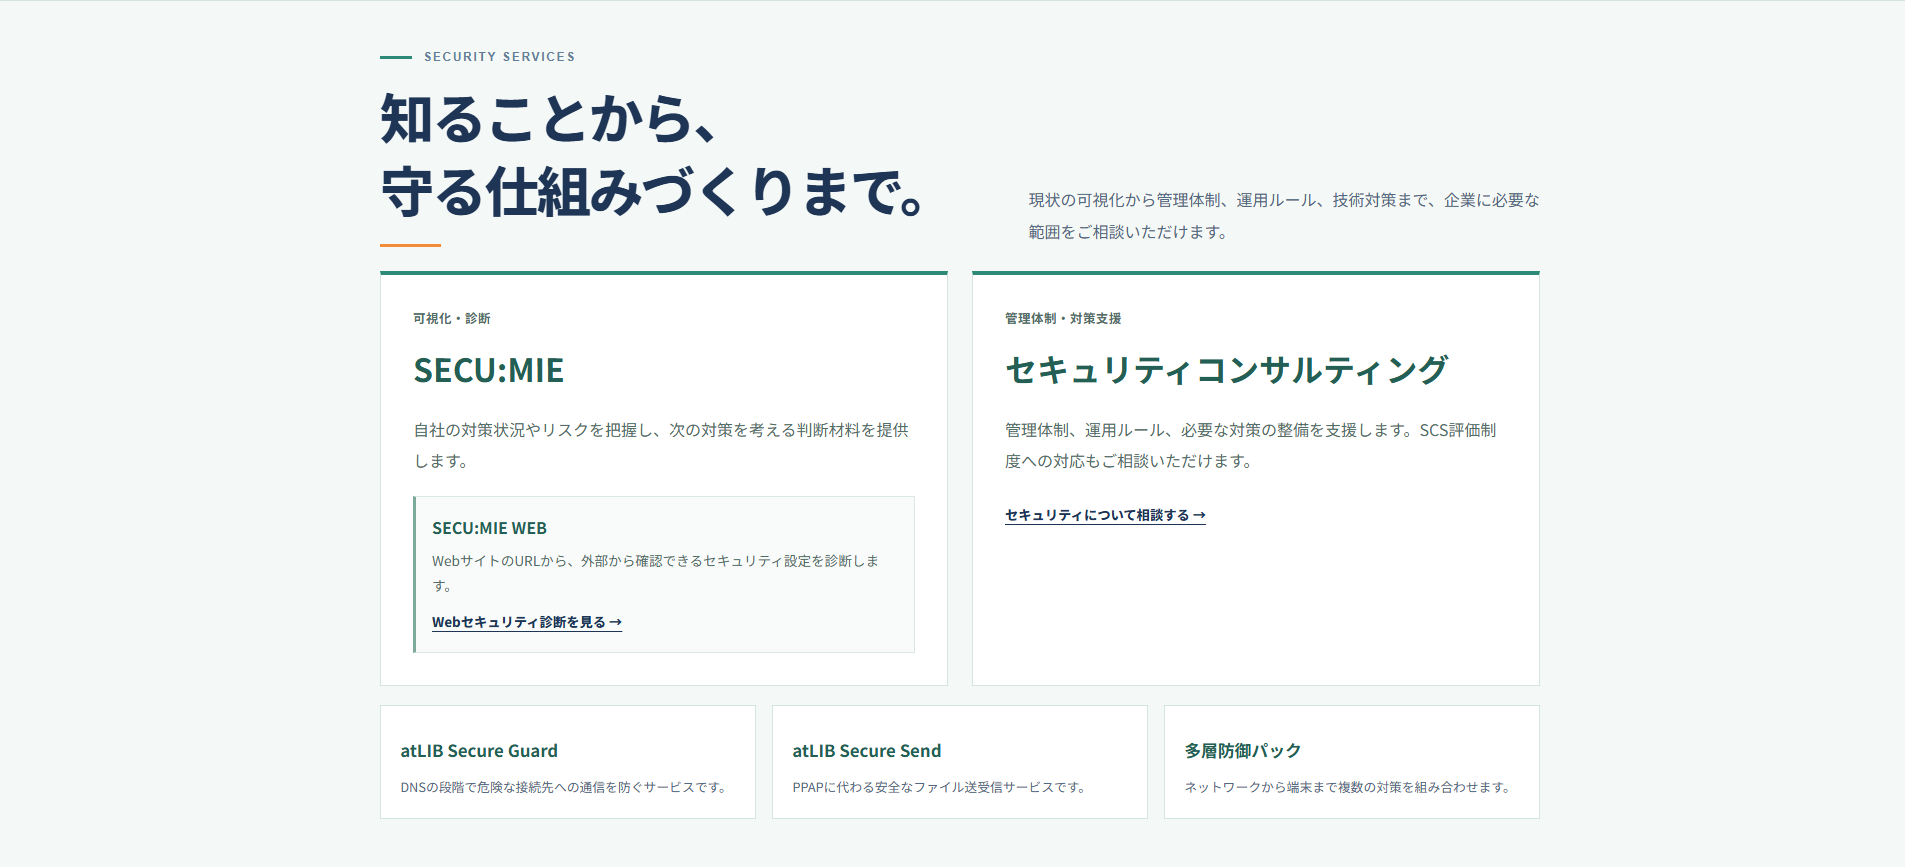 SECURITY SERVICES
知ることから、
守る仕組みづくりまで。
現状の可視化から管理体制、運用ルール、技術対策まで、企業に必要な
範囲をご相談いただけます。
可視化・診断
SECU:MIE
自社の対策状況やリスクを把握し、次の対策を考える判断材料を提供
します。
SECU:MIE WEB
WebサイトのURLから、外部から確認できるセキュリティ設定を診断しま
す。
Webセキュリティ診断を見る →
管理体制・対策支援
セキュリティコンサルティング
管理体制、運用ルール、必要な対策の整備を支援します。SCS評価制
度への対応もご相談いただけます。
セキュリティについて相談する →
atLIB Secure Guard
DNSの段階で危険な接続先への通信を防ぐサービスです。
atLIB Secure Send
PPAPに代わる安全なファイル送受信サービスです。
多層防御パック
ネットワークから端末まで複数の対策を組み合わせます。